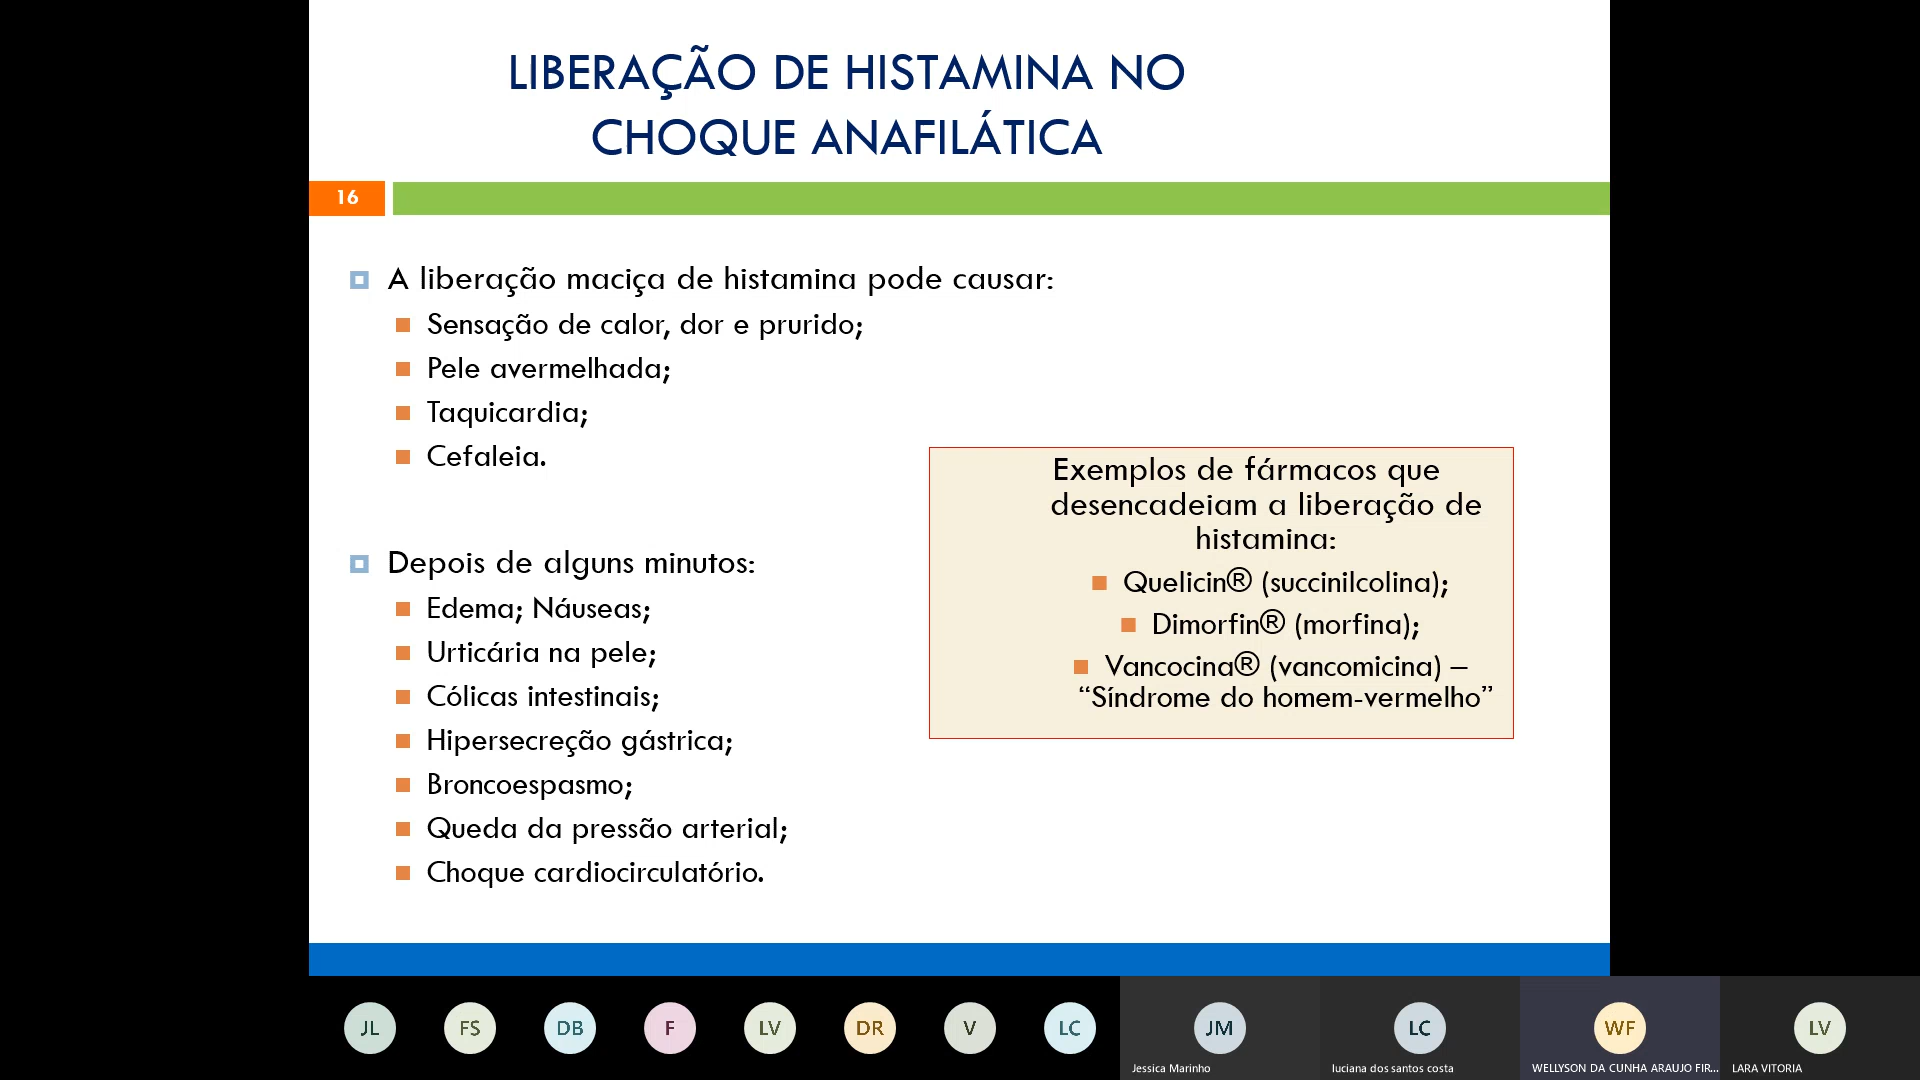 LIBERAÇÃO DE HISTAMINA NO
CHOQUE ANAFILÁTICA
16
A liberação maciça de histamina pode causar:
Sensação de calor, dor e prurido;
Pele avermelhada;
Taquicardia;
Cefaleia.
Depois de alguns minutos:
Edema; Náuseas;
Urticária na pele;
Cólicas intestinais;
Hipersecreção gástrica;
Broncoespasmo;
Queda da pressão arterial;
Choque cardiocirculatório.
Exemplos de fármacos que
desencadeiam a liberação de
histamina:
Quelicin® (succinilcolina);
Dimorfin® (morfina);
Vancocina® (vancomicina) –
“Síndrome do homem-vermelho”
JL
FS
DB
F
LV
DR
V
LC
JM
LC
WF
LV
Jessica Marinho
luciana dos santos costa
WELLYSON DA CUNHA ARAUJO FIR...
LARA VITORIA